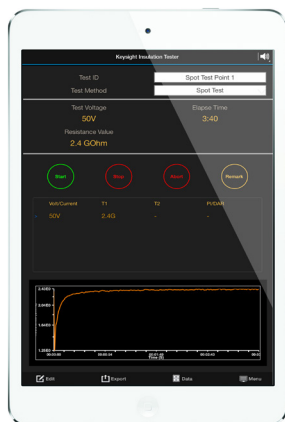 Keysight Insulation Tester
Test ID Spot Test Point 1
Test Method Spot Test
Test Voltage Elapse Time
50V 3:40
Resistance Value
2.4 GOhm
Start Stop Remark
Volt/Current T1 T2 PI/DAR
- 50V 2.4G - -
Time (S)
Edit Export Data Menu